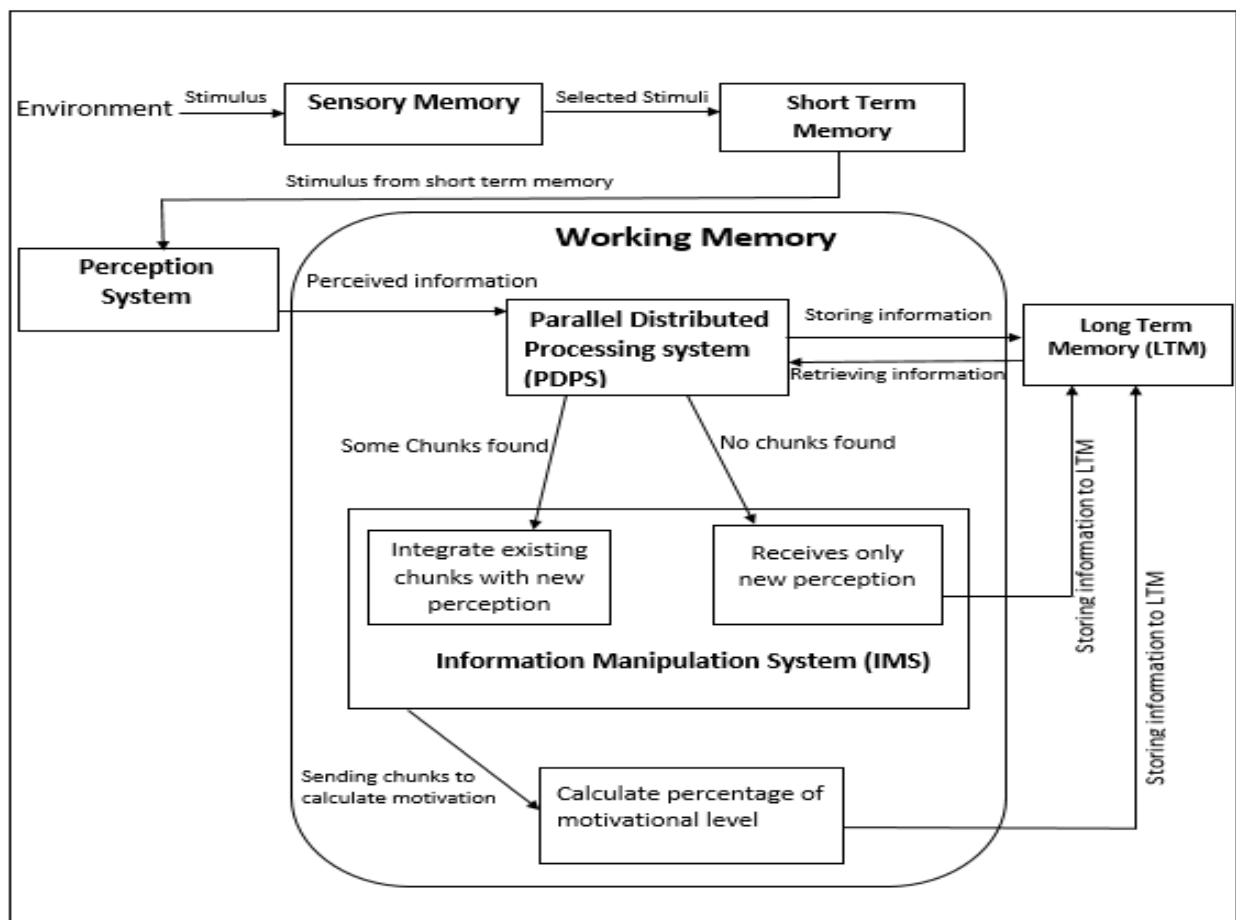 Environment
Stimulus
Sensory Memory
Selected Stimuli
Short Term
Memory
Stimulus from short term memory
Working Memory
Perception
System
Perceived information
Parallel Distributed
Processing system
(PDPS)
Storing information
Retrieving information
Long Term
Memory (LTM)
Some Chunks found
No chunks found
Integrate existing
chunks with new
perception
Receives only
new perception
Information Manipulation System (IMS)
Storing information to LTM
Storing information to LTM
Sending chunks to
calculate motivation
Calculate percentage of
motivational level